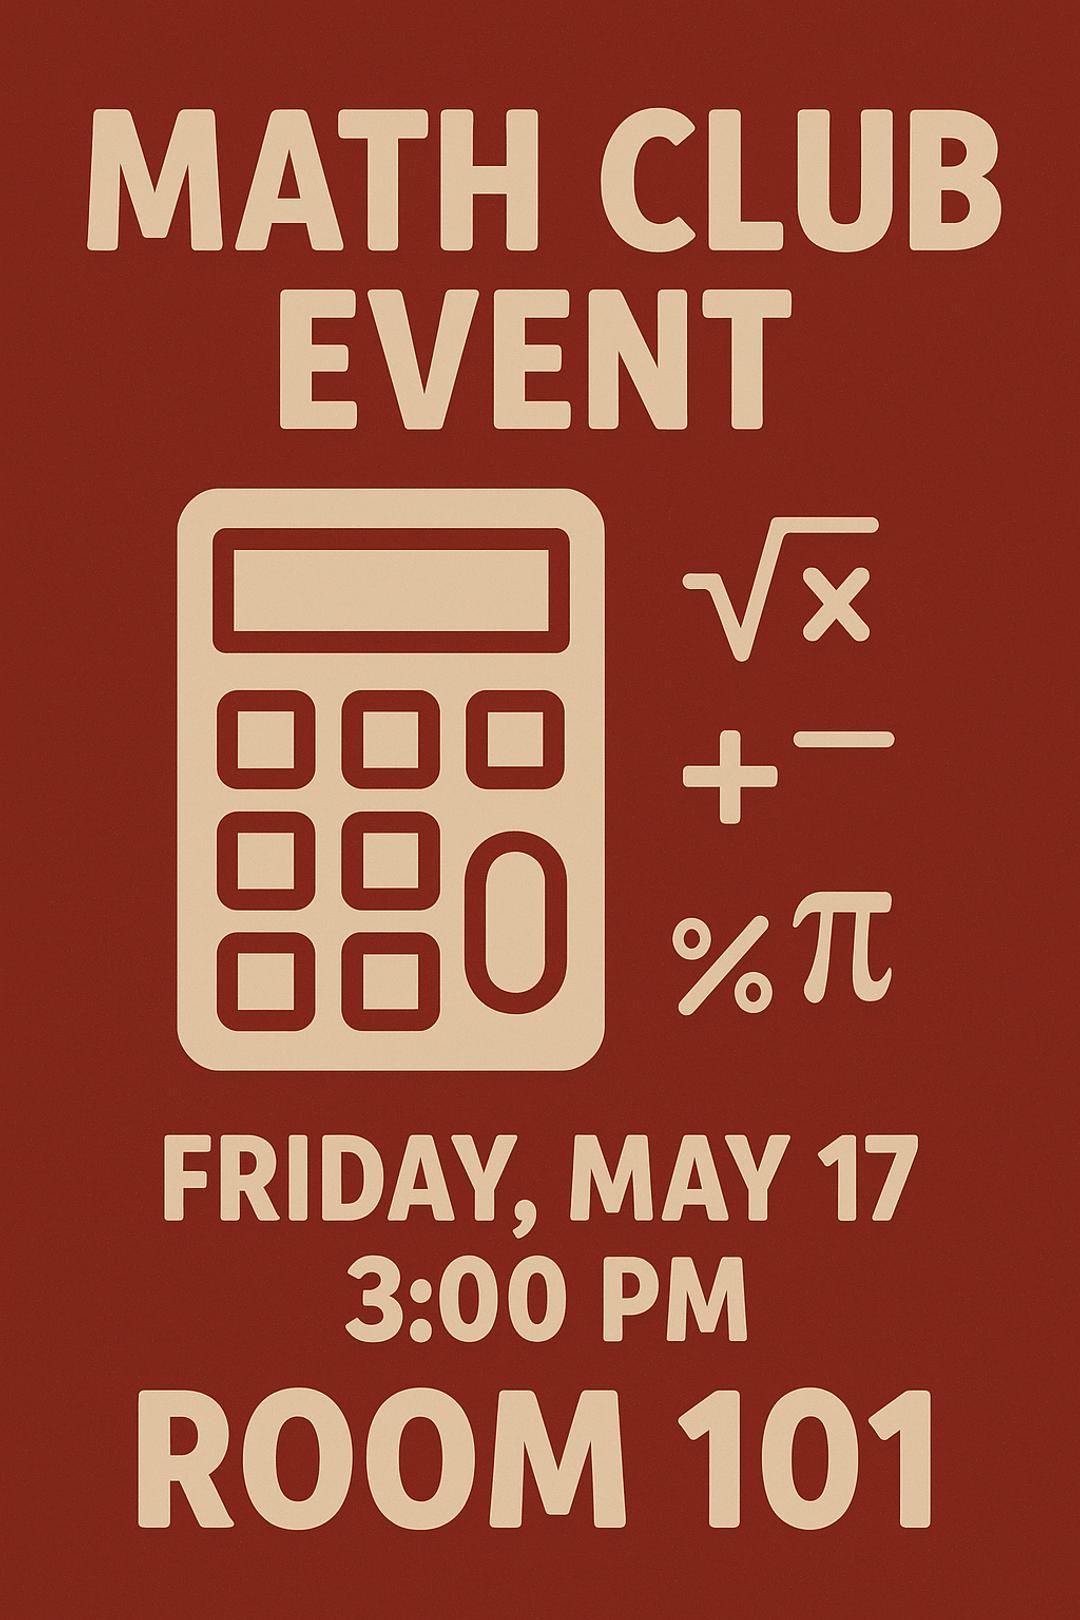 MATH CLUB
EVENT
√x
+ −
% π
FRIDAY, MAY 17
3:00 PM
ROOM 101